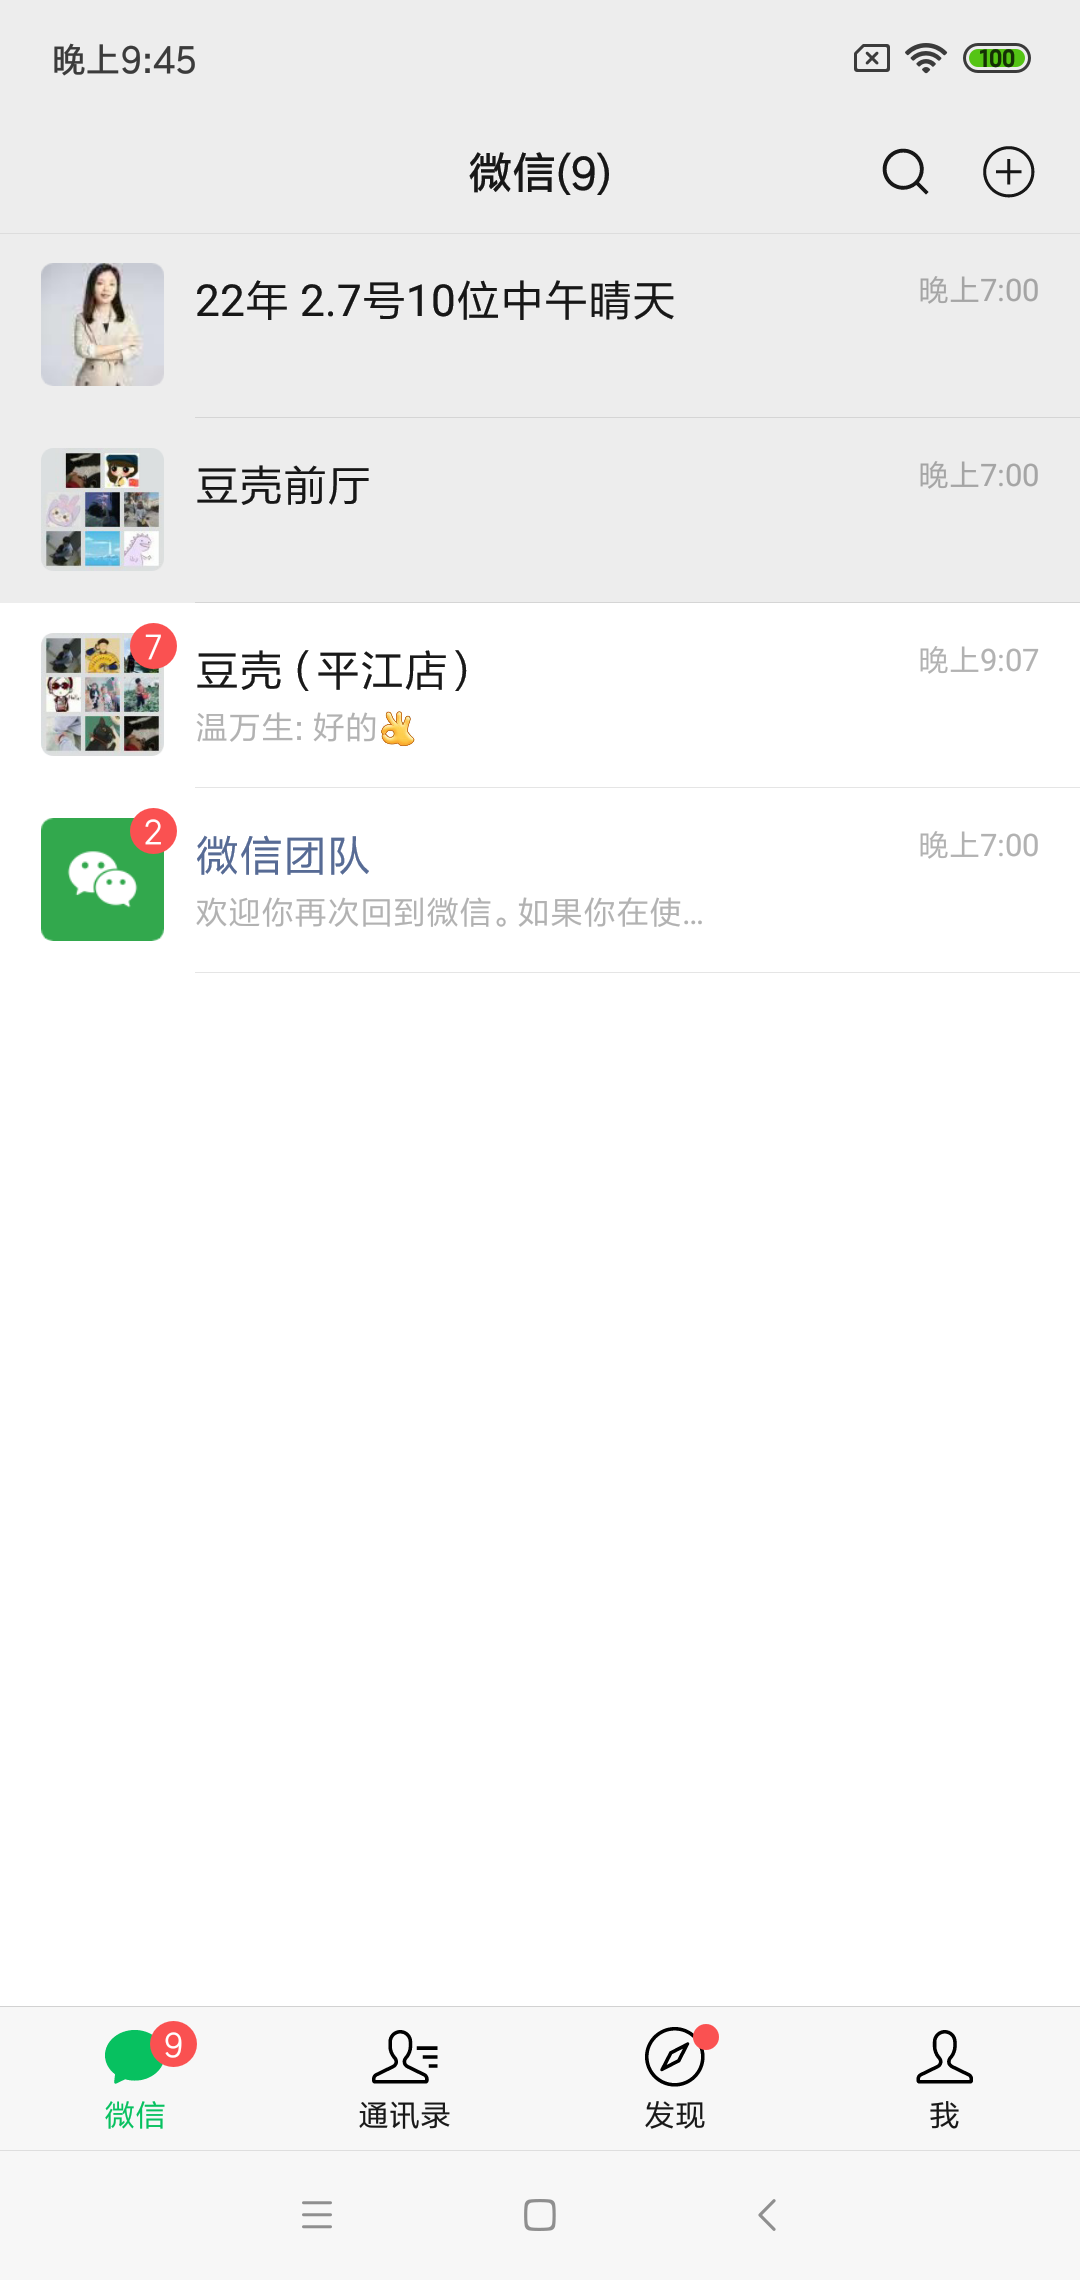 晚上9:45
100
微信(9)
22年 2.7号10位中午晴天
晚上7:00
豆壳前厅
晚上7:00
7
豆壳（平江店）
晚上9:07
温万生: 好的👌
2
微信团队
晚上7:00
欢迎你再次回到微信。如果你在使...
9
微信
通讯录
发现
我